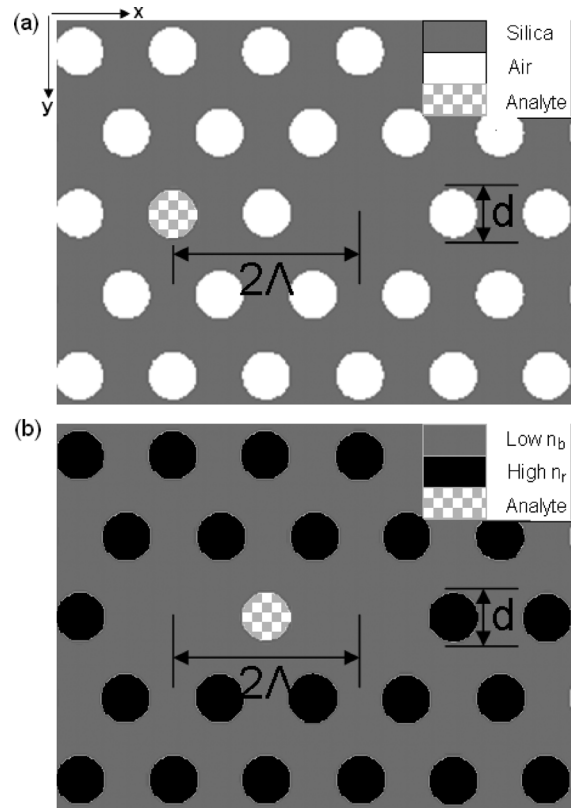 (a)
x
y
Silica
Air
Analyte
d
2Λ
(b)
Low n_b
High n_r
Analyte
d
2Λ